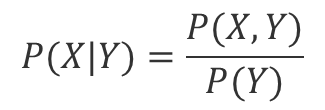 P(X|Y) = P(X, Y) / P(Y)